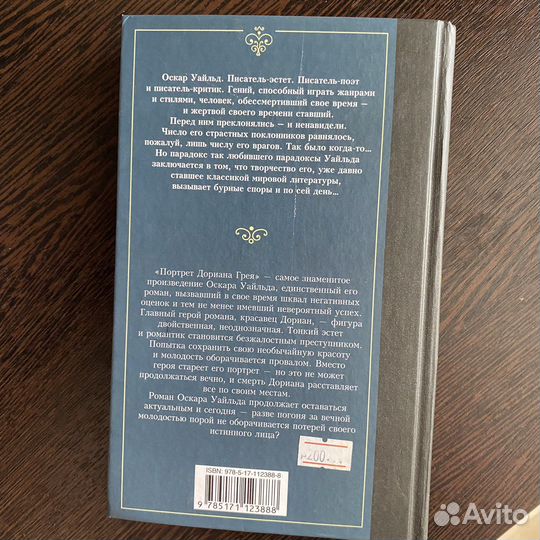 Оскар Уайльд. Писатель-эстет. Писатель-поэт
и писатель-критик. Гений, способный играть жанрами
и стилями, человек, обессмертивший свое время –
и жертвой своего времени ставший.
Перед ним преклонялись – и ненавидели.
Число его страстных поклонников равнялось,
пожалуй, лишь числу его врагов. Так было когда-то...
Но парадокс так любившего парадоксы Уайльда
заключается в том, что творчество его, уже давно
ставшее классикой мировой литературы,
вызывает бурные споры и по сей день...
«Портрет Дориана Грея» — самое знаменитое
произведение Оскара Уайльда, единственный его
роман, вызвавший в свое время шквал негативных
оценок и тем не менее имевший невероятный успех.
Главный герой романа, красавец Дориан, — фигура
двойственная, неоднозначная. Тонкий эстет
и романтик становится безжалостным преступником.
Попытка сохранить свою необычайную красоту
и молодость оборачивается провалом. Вместо
героя стареет его портрет — но это не может
продолжаться вечно, и смерть Дориана расставляет
все по своим местам.
Роман Оскара Уайльда продолжает оставаться
актуальным и сегодня — разве погоня за вечной
молодостью порой не оборачивается потерей своего
истинного лица?
200
ISBN: 978-5-17-112388-8
9 785171 123888
Avito